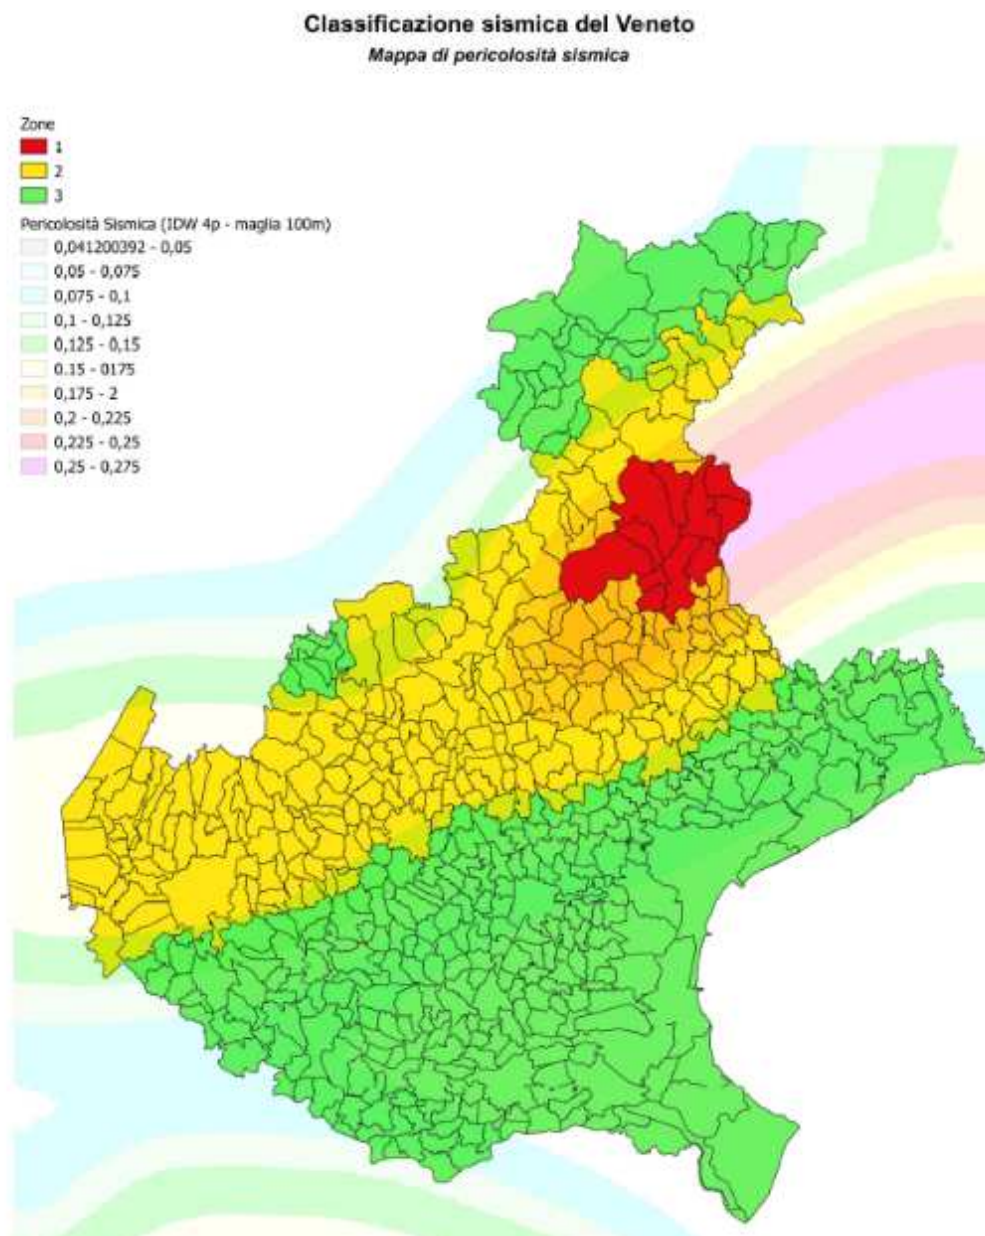 Classificazione sismica del Veneto
Mappa di pericolosità sismica
Zone
1
2
3
Pericolosità Sismica (IDW 4p - maglia 100m)
0,041200392 - 0,05
0,05 - 0,075
0,075 - 0,1
0,1 - 0,125
0,125 - 0,15
0.15 - 0175
0,175 - 2
0,2 - 0,225
0,225 - 0,25
0,25 - 0,275